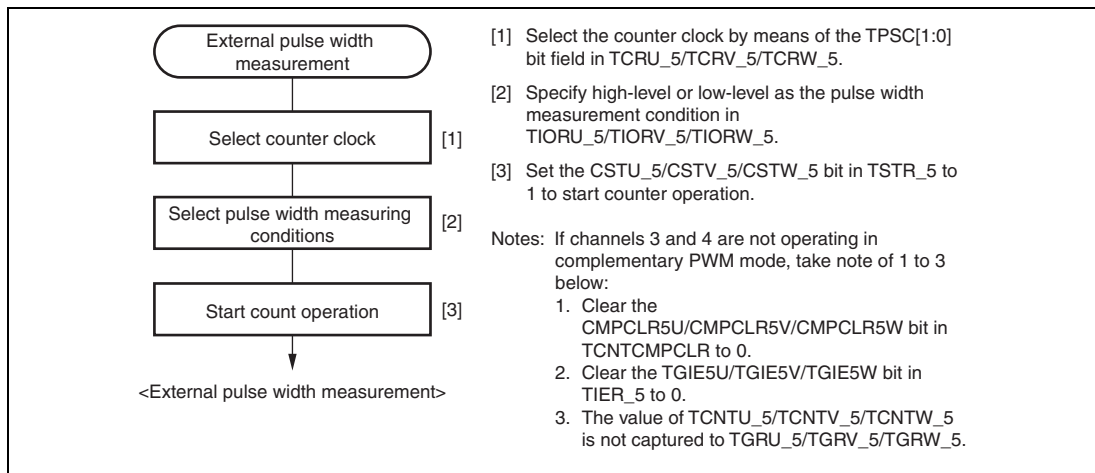 External pulse width
measurement
Select counter clock
[1]
Select pulse width measuring
conditions
[2]
Start count operation
[3]
<External pulse width measurement>
[1] Select the counter clock by means of the TPSC[1:0]
bit field in TCRU_5/TCRV_5/TCRW_5.
[2] Specify high-level or low-level as the pulse width
measurement condition in
TIORU_5/TIORV_5/TIORW_5.
[3] Set the CSTU_5/CSTV_5/CSTW_5 bit in TSTR_5 to
1 to start counter operation.
Notes: If channels 3 and 4 are not operating in
complementary PWM mode, take note of 1 to 3
below:
1. Clear the
CMPCLR5U/CMPCLR5V/CMPCLR5W bit in
TCNTCMPCLR to 0.
2. Clear the TGIE5U/TGIE5V/TGIE5W bit in
TIER_5 to 0.
3. The value of TCNTU_5/TCNTV_5/TCNTW_5
is not captured to TGRU_5/TGRV_5/TGRW_5.